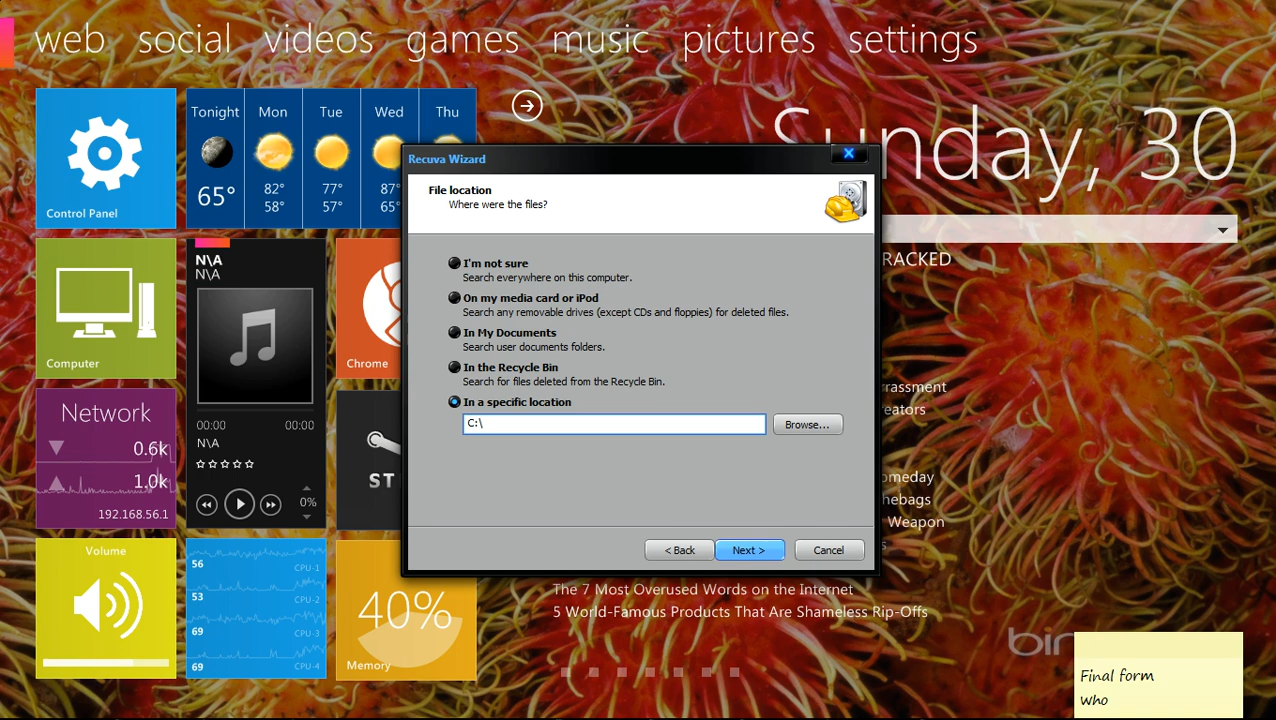 web social videos games music pictures settings
Tonight Mon Tue Wed Thu
65° 82° 77° 87°
58° 57° 65°
Control Panel
Sunday, 30
Recuva Wizard
File location
Where were the files?
I'm not sure
Search everywhere on this computer.
On my media card or iPod
Search any removable drives (except CDs and floppies) for deleted files.
In My Documents
Search user documents folders.
In the Recycle Bin
Search for files deleted from the Recycle Bin.
In a specific location
C:\
Browse...
< Back Next > Cancel
Computer
N\A
N\A
00:00 00:00
N\A
0%
Chrome
Network
0.6k
1.0k
192.168.56.1
ST
Volume
56 CPU-1
53 CPU-2
69 CPU-3
69 CPU-4
40%
Memory
RACKED
rrassment
reators
omeday
hebags
Weapon
s
The 7 Most Overused Words on the Internet
5 World-Famous Products That Are Shameless Rip-Offs
bin
Final form
who